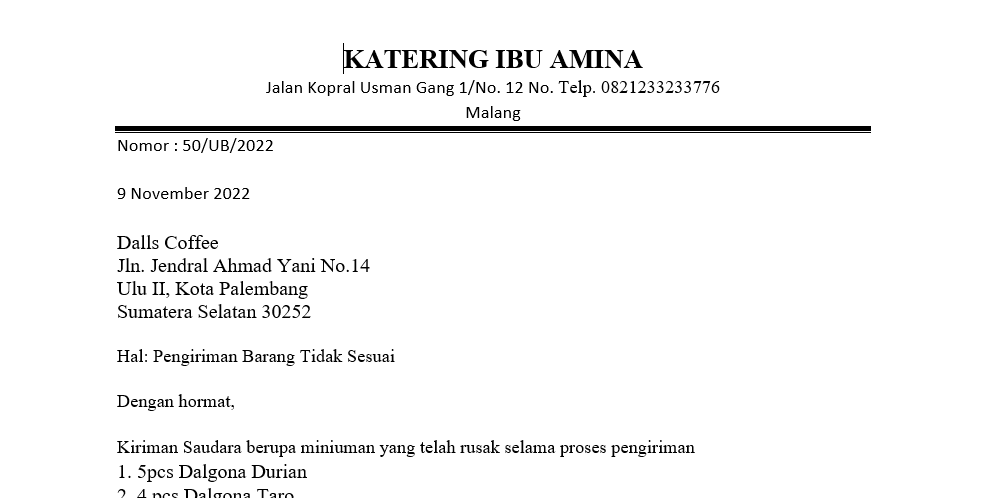 KATERING IBU AMINA
Jalan Kopral Usman Gang 1/No. 12 No. Telp. 0821233233776
Malang
Nomor : 50/UB/2022
9 November 2022
Dalls Coffee
Jln. Jendral Ahmad Yani No.14
Ulu II, Kota Palembang
Sumatera Selatan 30252
Hal: Pengiriman Barang Tidak Sesuai
Dengan hormat,
Kiriman Saudara berupa miniuman yang telah rusak selama proses pengiriman
1. 5pcs Dalgona Durian
2. 4 pcs Dalgona Taro